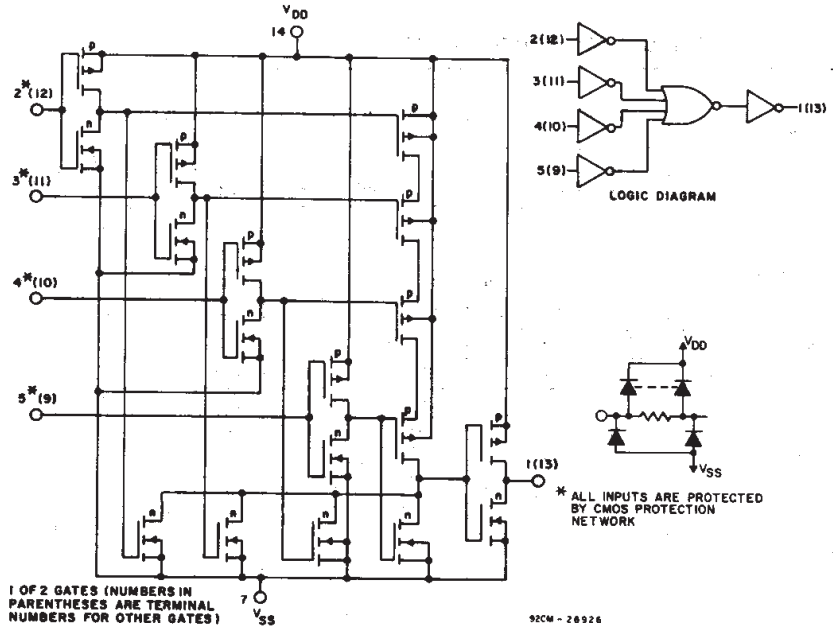 VDD
14
p
2*(12)
n
p
3*(11)
n
p
4*(10)
n
p
5*(9)
n
p
p
p
p
p
1(13)
n
n
n
n
n
7
VSS
1 OF 2 GATES (NUMBERS IN
PARENTHESES ARE TERMINAL
NUMBERS FOR OTHER GATES)
2(12)
3(11)
4(10)
5(9)
1(13)
LOGIC DIAGRAM
VDD
VSS
* ALL INPUTS ARE PROTECTED
BY CMOS PROTECTION
NETWORK
92CM-28926